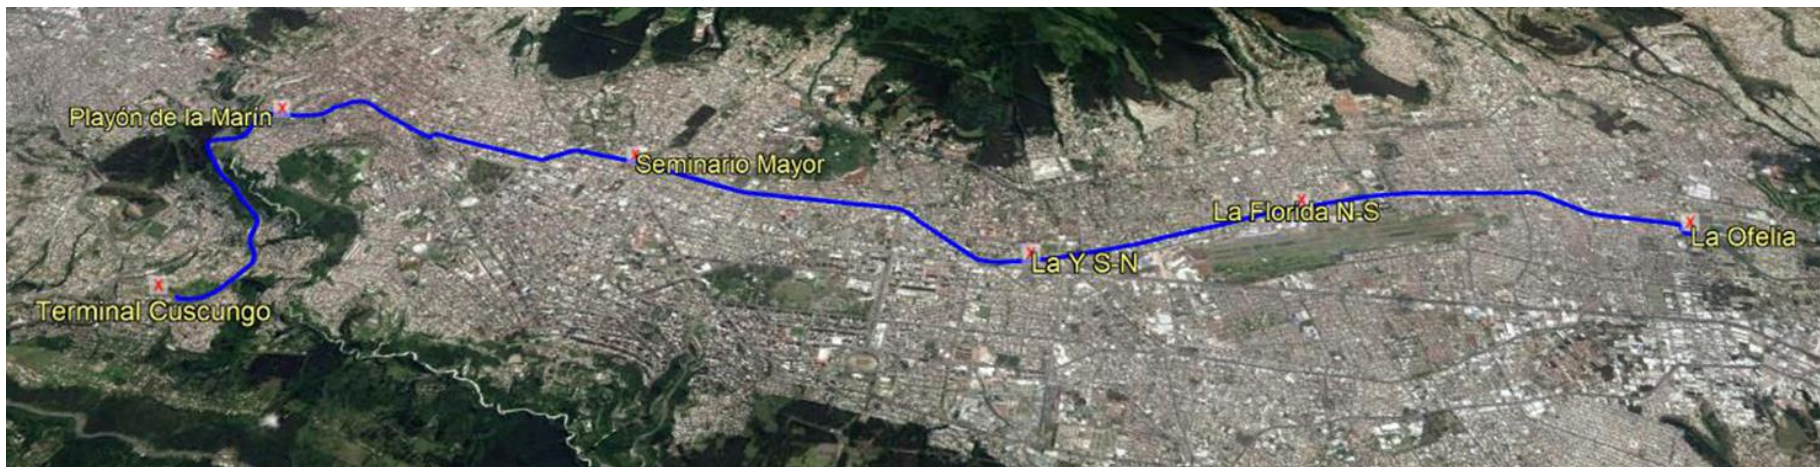 Playón de la Marín
Seminario Mayor
La Florida N-S
La Ofelia
La Y S-N
Terminal Cuscungo